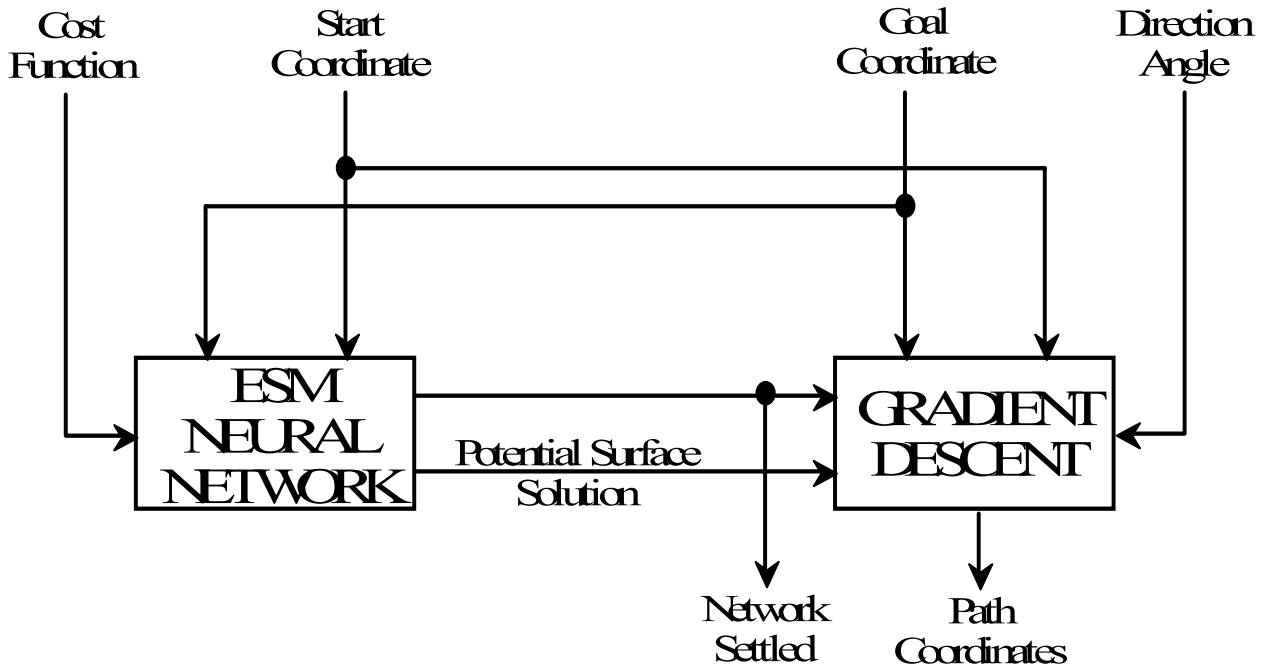 Cost
Function
Start
Coordinate
Goal
Coordinate
Direction
Angle
ESM
NEURAL
NETWORK
Potential Surface
Solution
GRADIENT
DESCENT
Network
Settled
Path
Coordinates